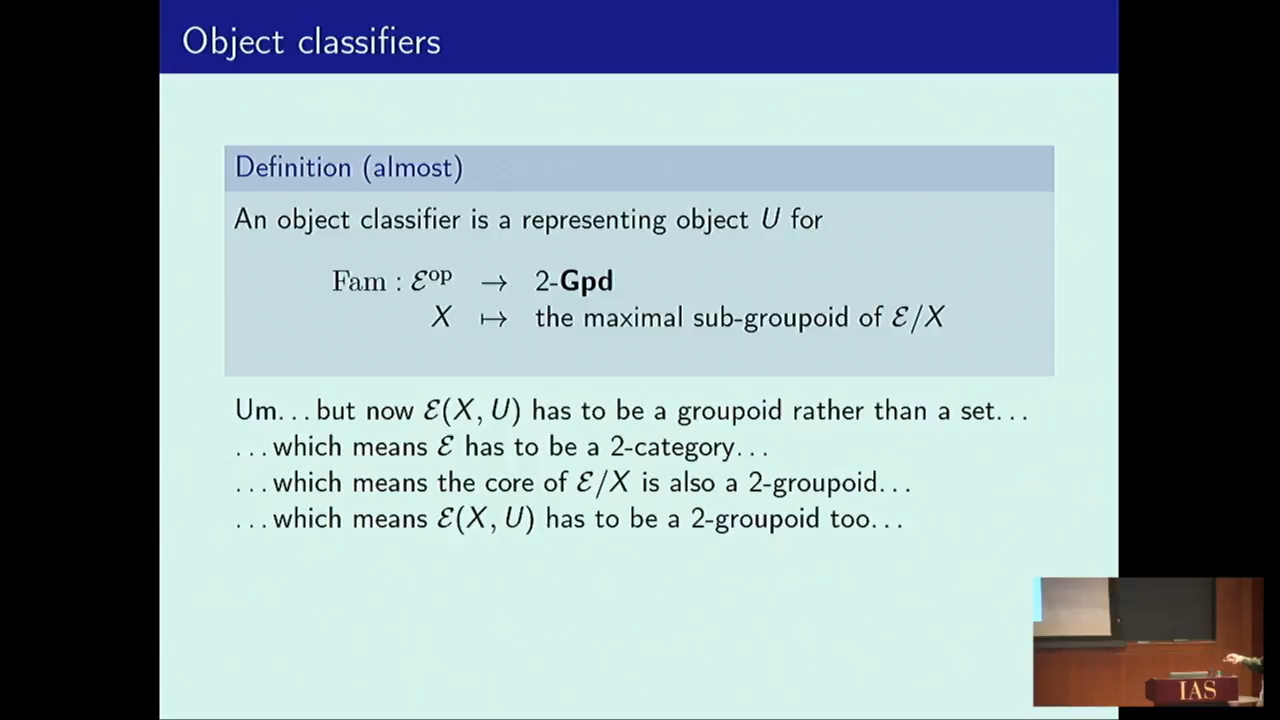 Object classifiers
Definition (almost)
An object classifier is a representing object U for
Fam : ℰᵒᵖ → 2-Gpd
X ↦ the maximal sub-groupoid of ℰ/X
Um. . . but now ℰ(X, U) has to be a groupoid rather than a set. . .
. . . which means ℰ has to be a 2-category. . .
. . . which means the core of ℰ/X is also a 2-groupoid. . .
. . . which means ℰ(X, U) has to be a 2-groupoid too. . .
IAS